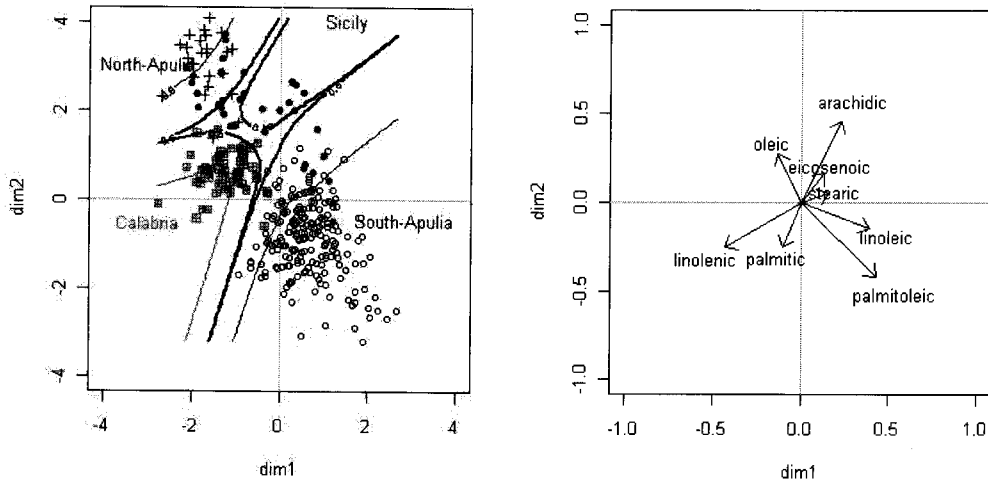 Sicily
North-Apulia
Calabria
South-Apulia
4
2
0
-2
-4
dim2
-4
-2
0
2
4
dim1
arachidic
oleic
eicosenoic
stearic
linoleic
linolenic
palmitic
palmitoleic
1.0
0.5
0.0
-0.5
-1.0
dim2
-1.0
-0.5
0.0
0.5
1.0
dim1